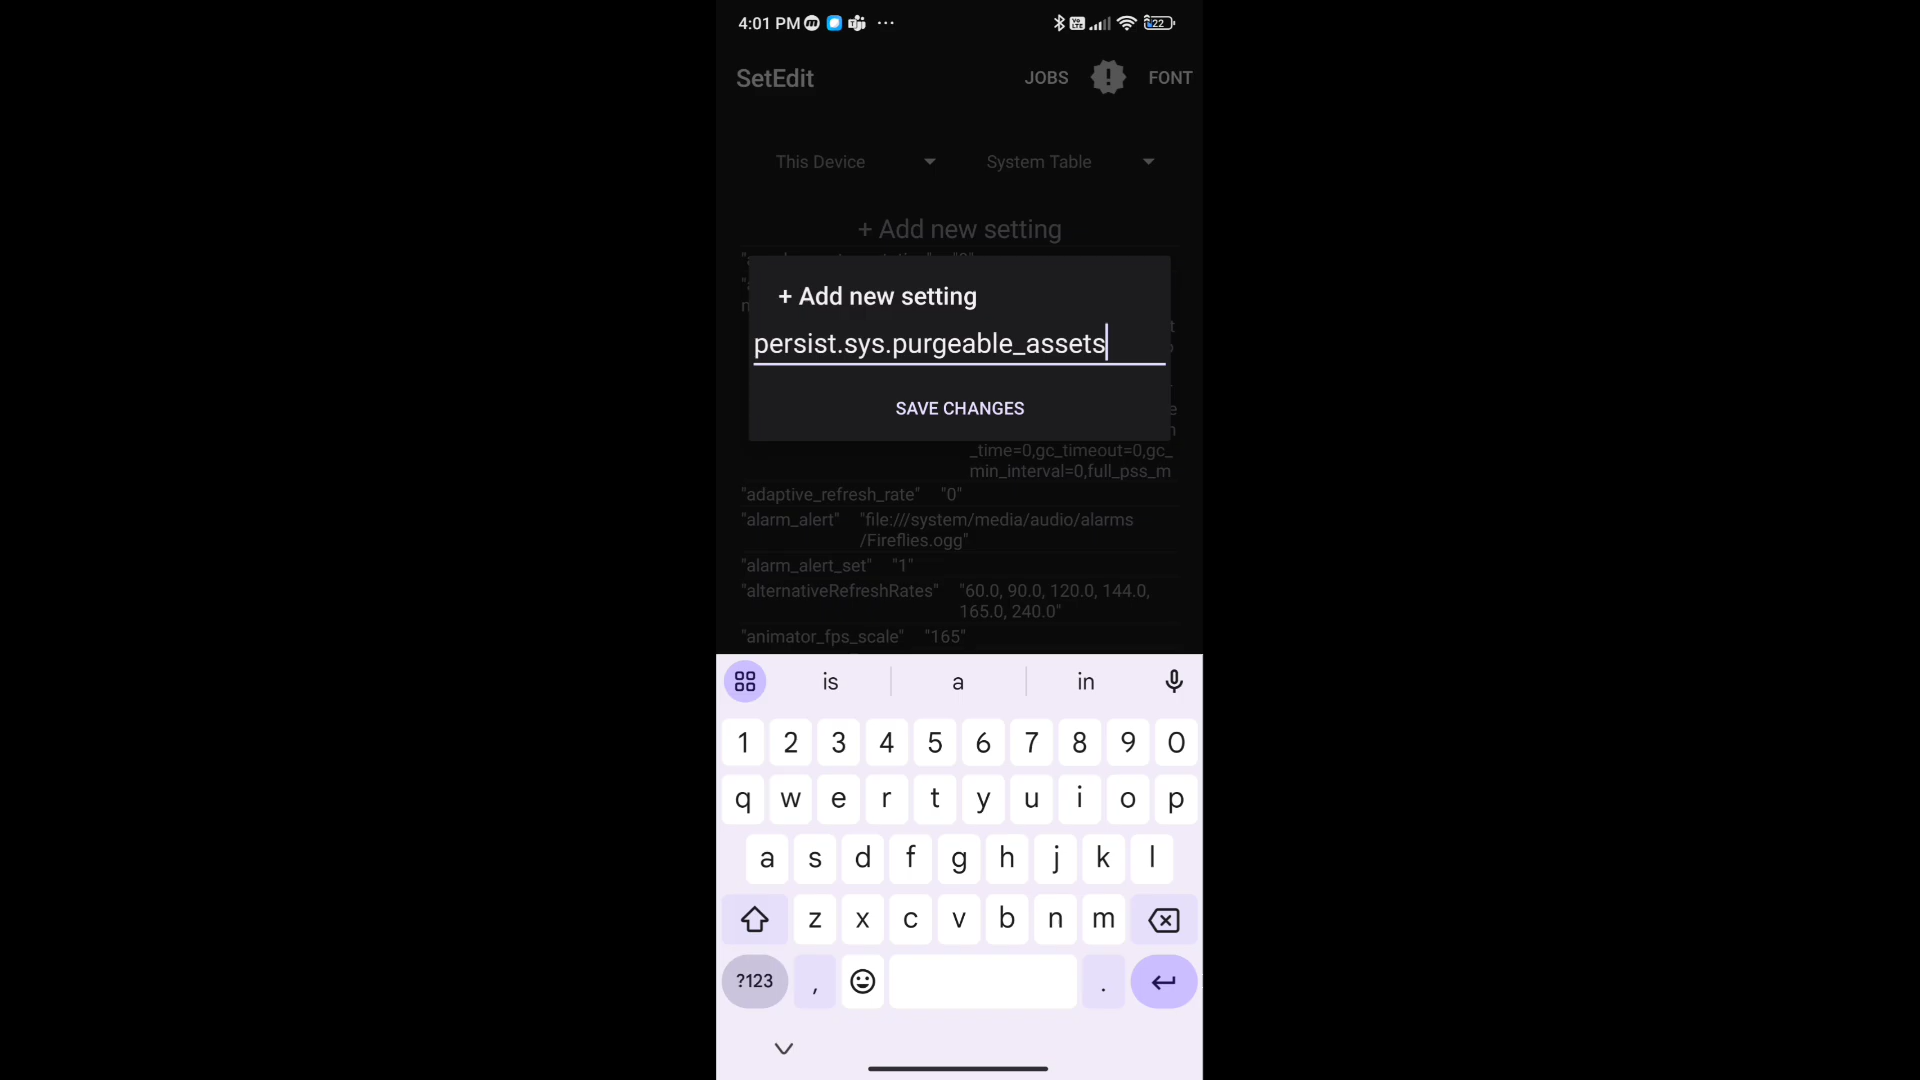 4:01 PM
22
SetEdit
JOBS
FONT
This Device
System Table
+ Add new setting
+ Add new setting
persist.sys.purgeable_assets
SAVE CHANGES
_time=0,gc_timeout=0,gc_
min_interval=0,full_pss_m
"adaptive_refresh_rate" "0"
"alarm_alert" "file:///system/media/audio/alarms
/Fireflies.ogg"
"alarm_alert_set" "1"
"alternativeRefreshRates" "60.0, 90.0, 120.0, 144.0,
165.0, 240.0"
"animator_fps_scale" "165"
is a in
1 2 3 4 5 6 7 8 9 0
q w e r t y u i o p
a s d f g h j k l
z x c v b n m
?123 , .